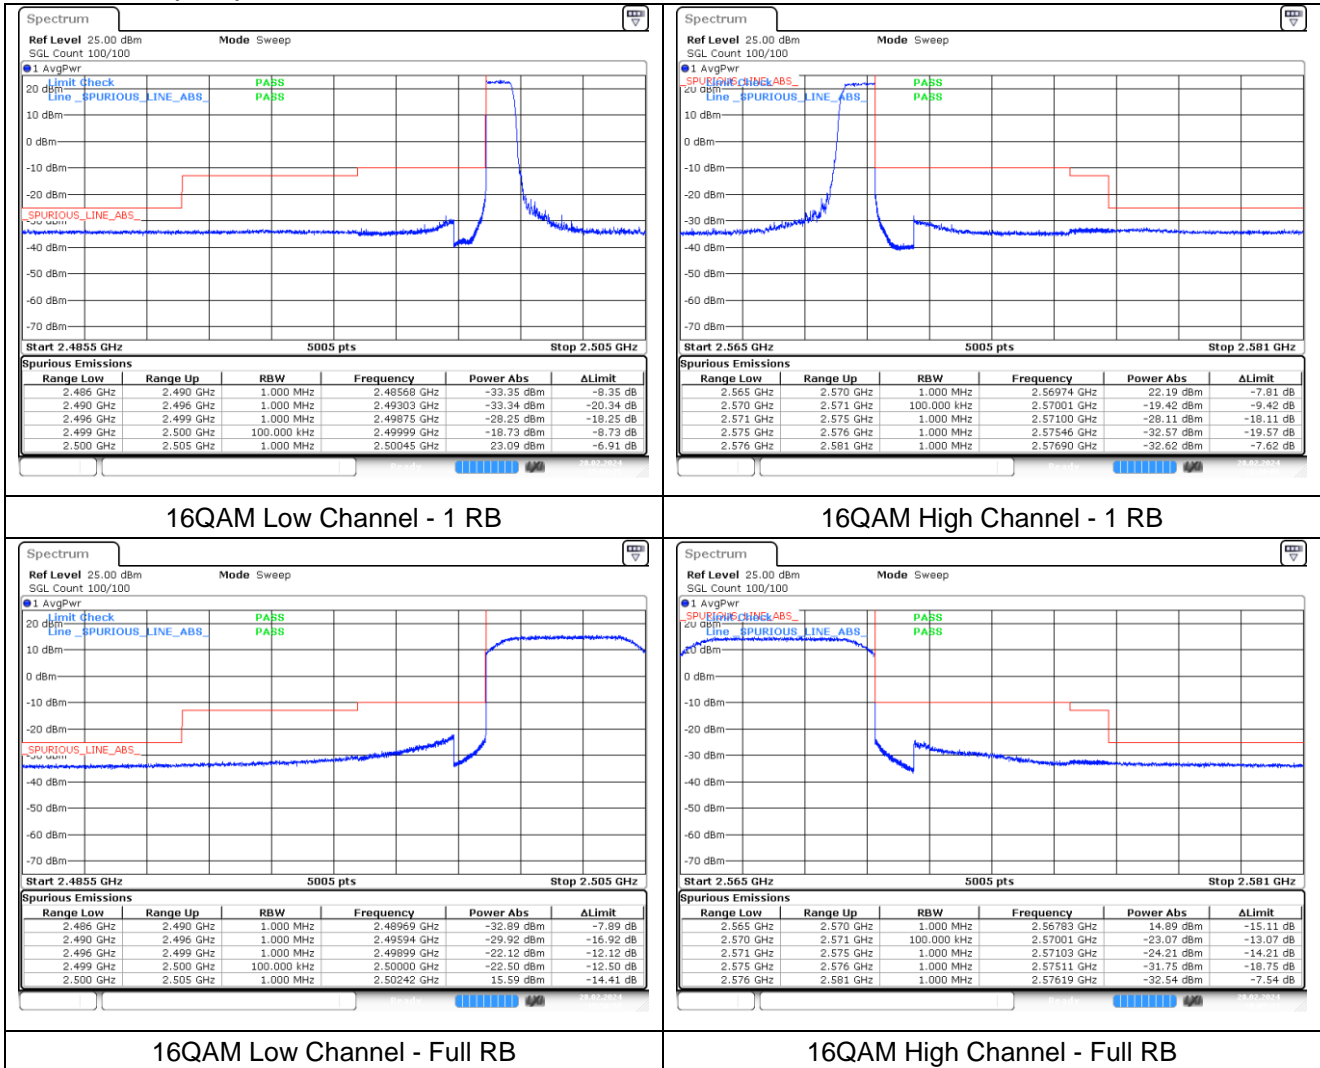 Spectrum
Ref Level 25.00 dBm Mode Sweep
SGL Count 100/100
1 AvgPwr
Limit Check PASS
Line _SPURIOUS_LINE_ABS_ PASS
20 dBm
10 dBm
0 dBm
-10 dBm
-20 dBm
_SPURIOUS_LINE_ABS_
-30 dBm
-40 dBm
-50 dBm
-60 dBm
-70 dBm
Start 2.4855 GHz 5005 pts Stop 2.505 GHz
Spurious Emissions
Range Low Range Up RBW Frequency Power Abs ΔLimit
2.486 GHz 2.490 GHz 1.000 MHz 2.48568 GHz -33.35 dBm -8.35 dB
2.490 GHz 2.496 GHz 1.000 MHz 2.49303 GHz -33.34 dBm -20.34 dB
2.496 GHz 2.499 GHz 1.000 MHz 2.49875 GHz -28.25 dBm -18.25 dB
2.499 GHz 2.500 GHz 100.000 kHz 2.49999 GHz -18.73 dBm -8.73 dB
2.500 GHz 2.505 GHz 1.000 MHz 2.50045 GHz 23.09 dBm -6.91 dB
28.02.2024
Spectrum
Ref Level 25.00 dBm Mode Sweep
SGL Count 100/100
1 AvgPwr
_SPURIOUS_LINE_ABS_
Limit Check PASS
Line _SPURIOUS_LINE_ABS_ PASS
20 dBm
10 dBm
0 dBm
-10 dBm
-20 dBm
-30 dBm
-40 dBm
-50 dBm
-60 dBm
-70 dBm
Start 2.565 GHz 5005 pts Stop 2.581 GHz
Spurious Emissions
Range Low Range Up RBW Frequency Power Abs ΔLimit
2.565 GHz 2.570 GHz 1.000 MHz 2.56974 GHz 22.19 dBm -7.81 dB
2.570 GHz 2.571 GHz 100.000 kHz 2.57001 GHz -19.42 dBm -9.42 dB
2.571 GHz 2.575 GHz 1.000 MHz 2.57100 GHz -28.11 dBm -18.11 dB
2.575 GHz 2.576 GHz 1.000 MHz 2.57546 GHz -32.57 dBm -19.57 dB
2.576 GHz 2.581 GHz 1.000 MHz 2.57690 GHz -32.62 dBm -7.62 dB
28.02.2024
16QAM Low Channel - 1 RB
16QAM High Channel - 1 RB
Spectrum
Ref Level 25.00 dBm Mode Sweep
SGL Count 100/100
1 AvgPwr
Limit Check PASS
Line _SPURIOUS_LINE_ABS_ PASS
20 dBm
10 dBm
0 dBm
-10 dBm
-20 dBm
_SPURIOUS_LINE_ABS_
-30 dBm
-40 dBm
-50 dBm
-60 dBm
-70 dBm
Start 2.4855 GHz 5005 pts Stop 2.505 GHz
Spurious Emissions
Range Low Range Up RBW Frequency Power Abs ΔLimit
2.486 GHz 2.490 GHz 1.000 MHz 2.48969 GHz -32.89 dBm -7.89 dB
2.490 GHz 2.496 GHz 1.000 MHz 2.49594 GHz -29.92 dBm -16.92 dB
2.496 GHz 2.499 GHz 1.000 MHz 2.49899 GHz -22.12 dBm -12.12 dB
2.499 GHz 2.500 GHz 100.000 kHz 2.50000 GHz -22.50 dBm -12.50 dB
2.500 GHz 2.505 GHz 1.000 MHz 2.50242 GHz 15.59 dBm -14.41 dB
28.02.2024
Spectrum
Ref Level 25.00 dBm Mode Sweep
SGL Count 100/100
1 AvgPwr
_SPURIOUS_LINE_ABS_
Limit Check PASS
Line _SPURIOUS_LINE_ABS_ PASS
20 dBm
10 dBm
0 dBm
-10 dBm
-20 dBm
-30 dBm
-40 dBm
-50 dBm
-60 dBm
-70 dBm
Start 2.565 GHz 5005 pts Stop 2.581 GHz
Spurious Emissions
Range Low Range Up RBW Frequency Power Abs ΔLimit
2.565 GHz 2.570 GHz 1.000 MHz 2.56783 GHz 14.89 dBm -15.11 dB
2.570 GHz 2.571 GHz 100.000 kHz 2.57001 GHz -23.07 dBm -13.07 dB
2.571 GHz 2.575 GHz 1.000 MHz 2.57103 GHz -24.21 dBm -14.21 dB
2.575 GHz 2.576 GHz 1.000 MHz 2.57511 GHz -31.75 dBm -18.75 dB
2.576 GHz 2.581 GHz 1.000 MHz 2.57619 GHz -32.54 dBm -7.54 dB
28.02.2024
16QAM Low Channel - Full RB
16QAM High Channel - Full RB